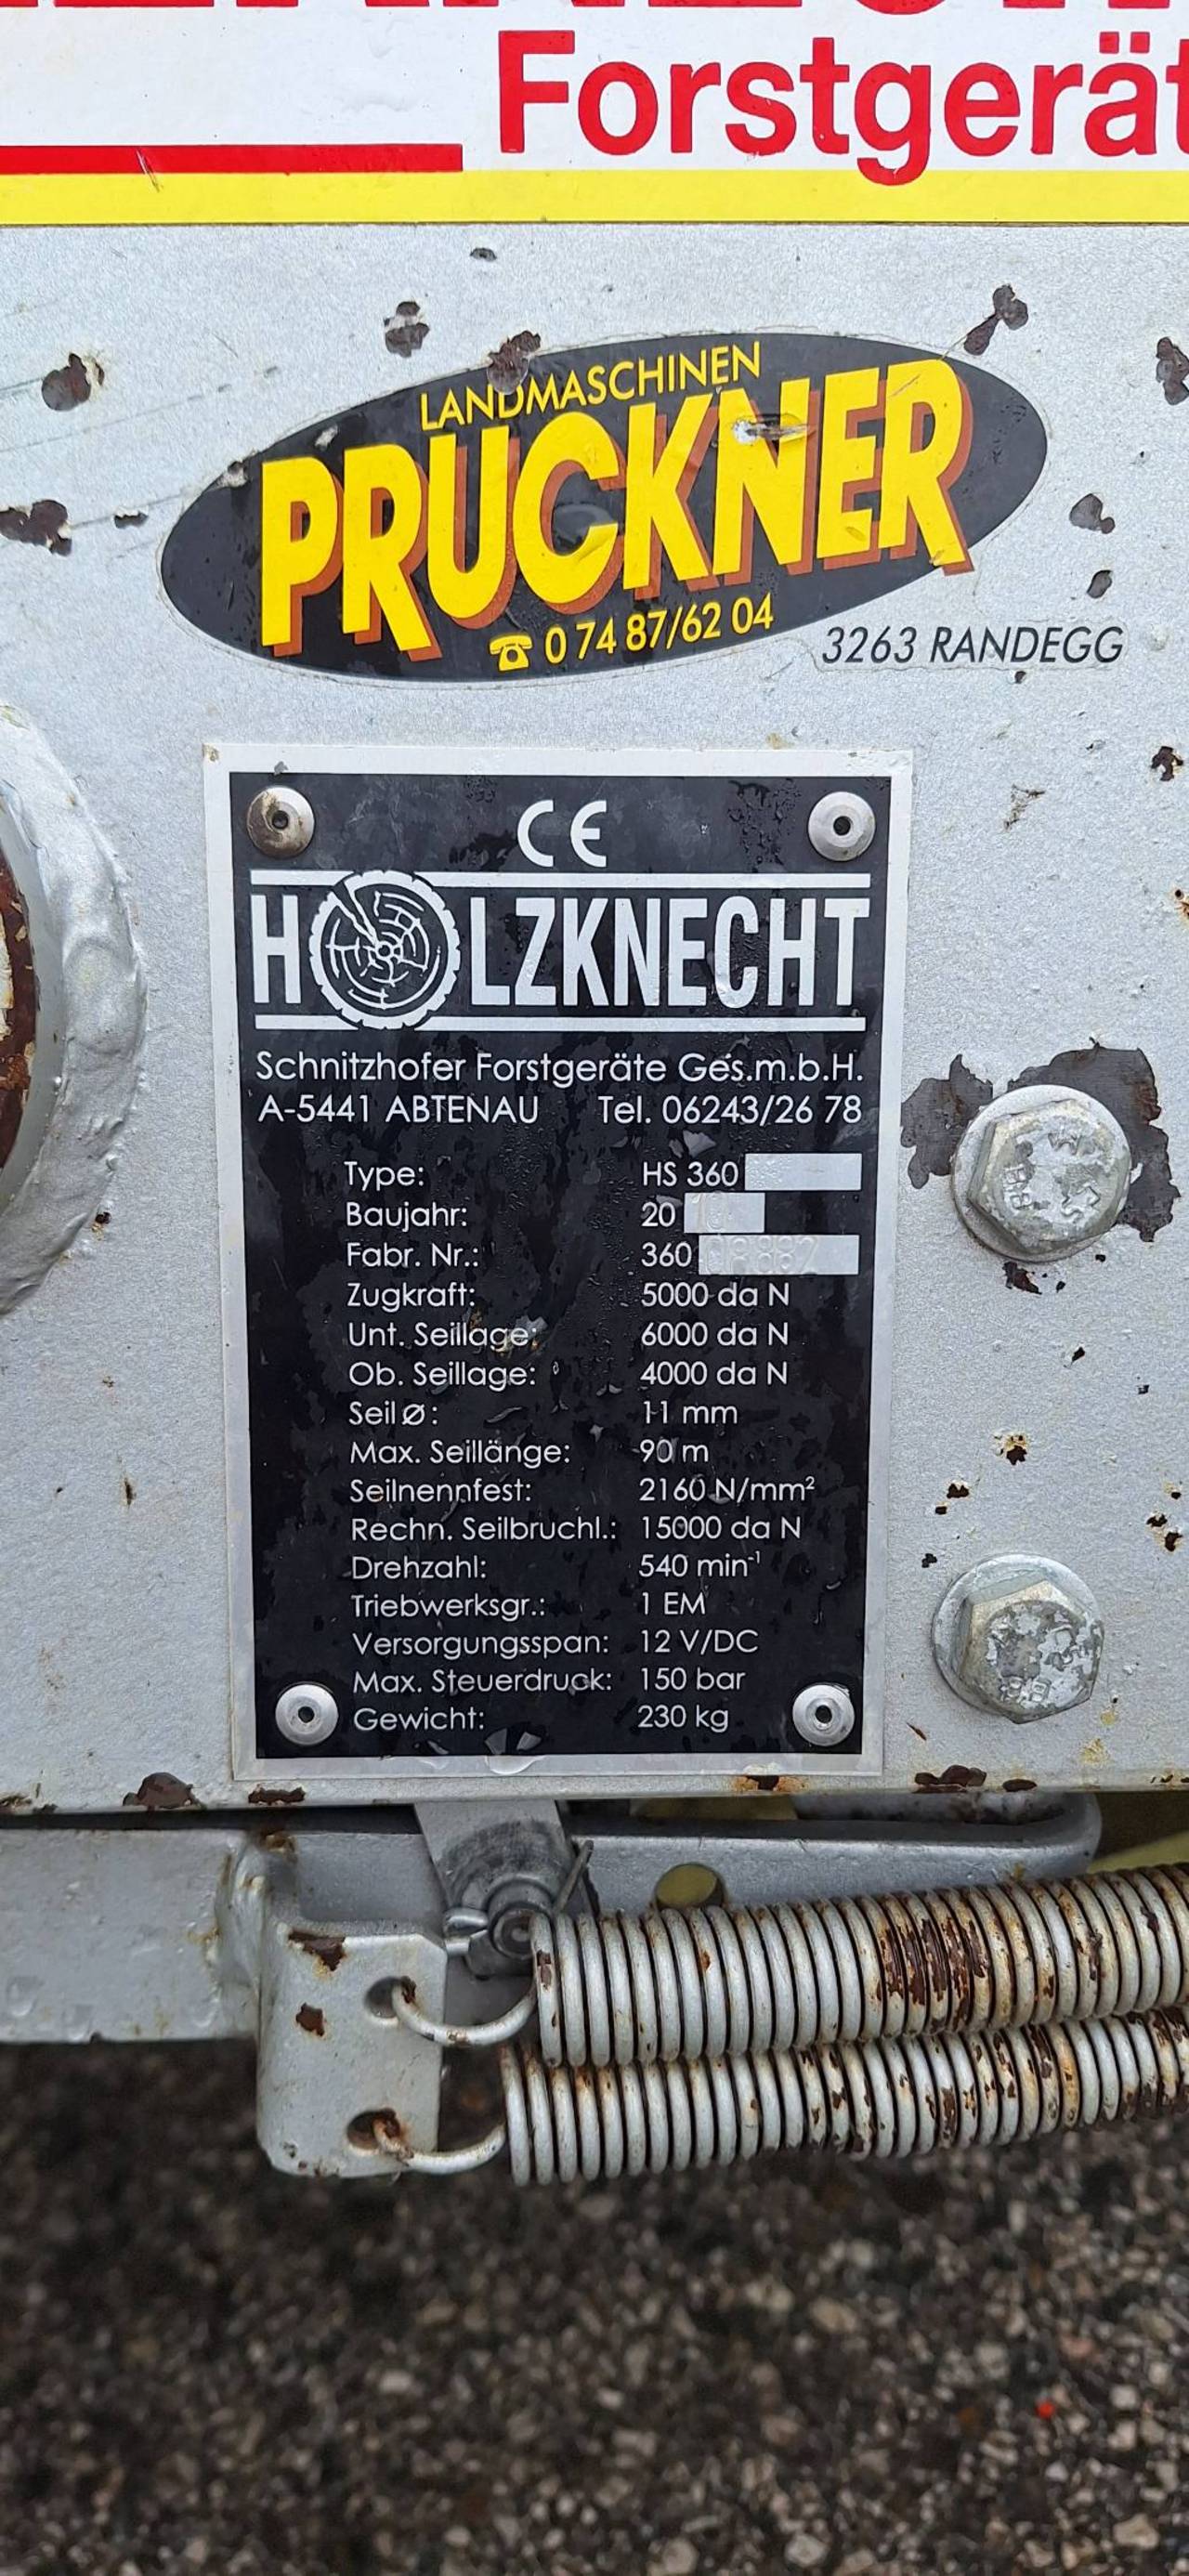 Forstgerät
LANDMASCHINEN
PRUCKNER
☎ 0 74 87/62 04
3263 RANDEGG
CE
HOLZKNECHT
Schnitzhofer Forstgeräte Ges.m.b.H.
A-5441 ABTENAU Tel. 06243/26 78
Type: HS 360
Baujahr: 20
Fabr. Nr.: 360
Zugkraft: 5000 da N
Unt. Seillage: 6000 da N
Ob. Seillage: 4000 da N
Seil Ø: 11 mm
Max. Seillänge: 90 m
Seilnennfest: 2160 N/mm²
Rechn. Seilbruchl.: 15000 da N
Drehzahl: 540 min⁻¹
Triebwerksgr.: 1 EM
Versorgungsspan: 12 V/DC
Max. Steuerdruck: 150 bar
Gewicht: 230 kg